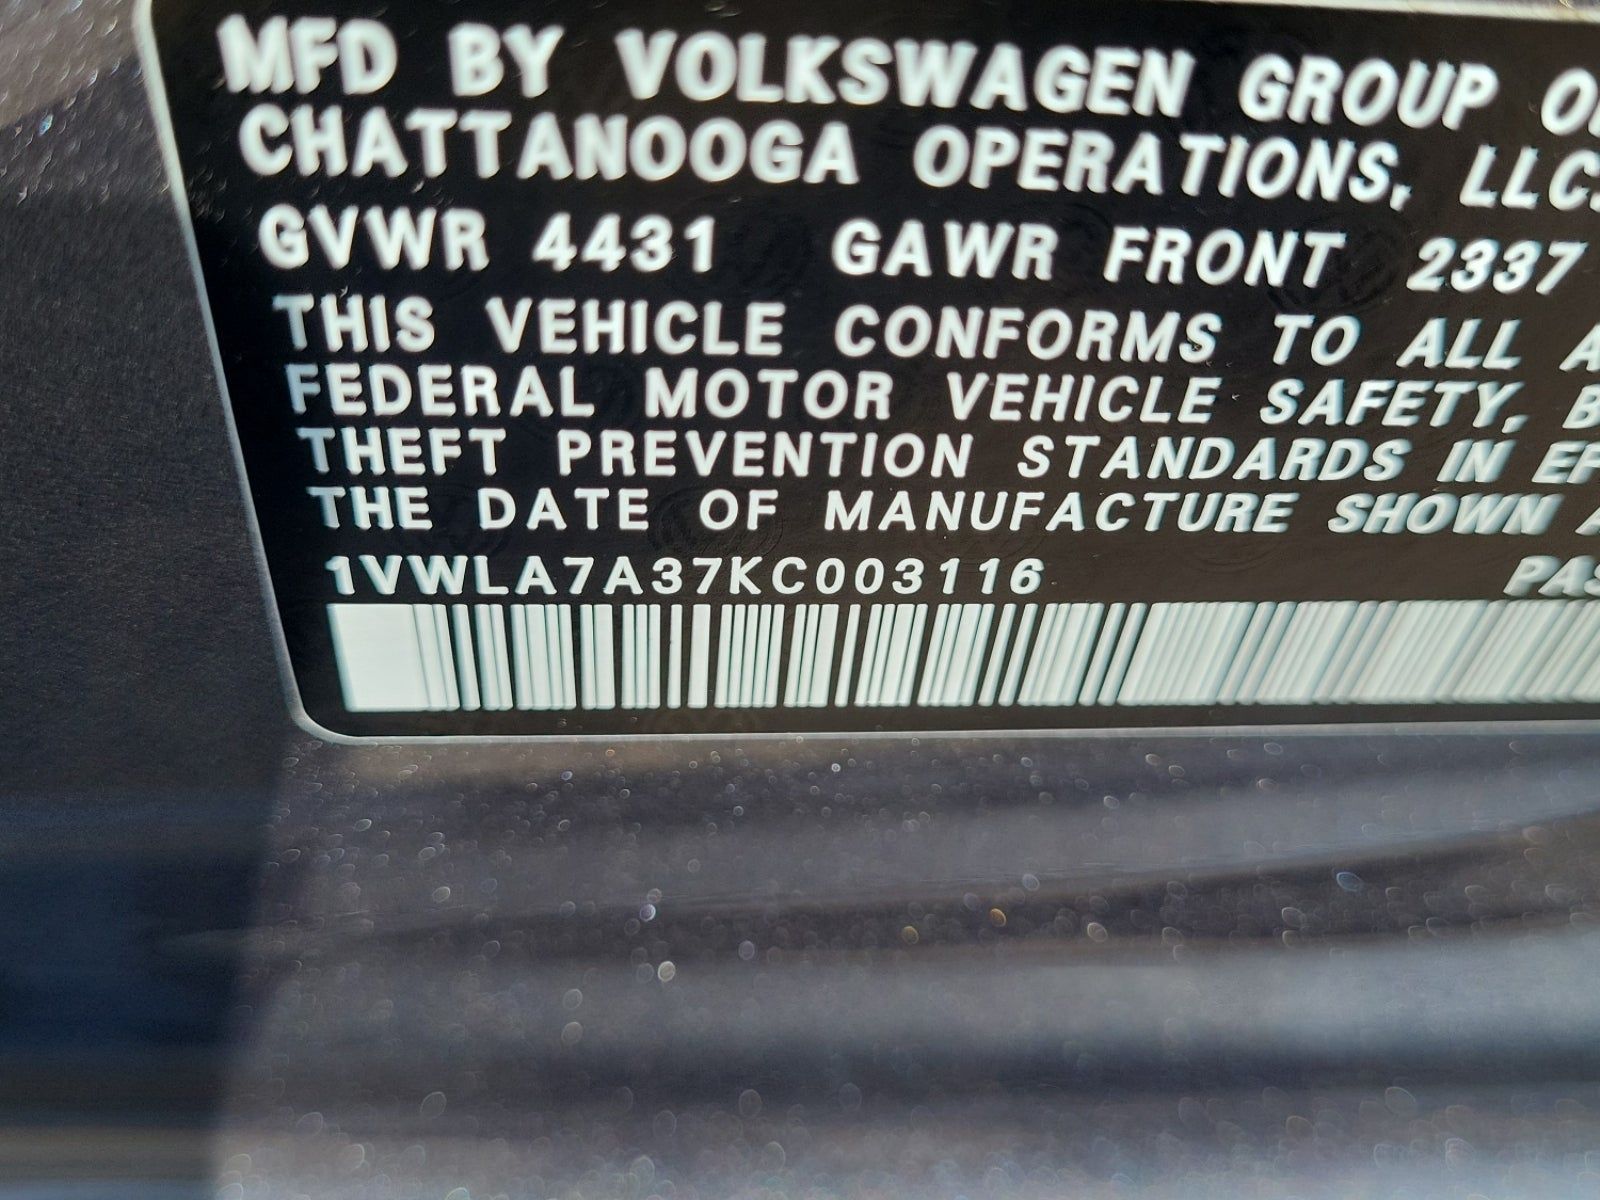 MFD BY VOLKSWAGEN GROUP
CHATTANOOGA OPERATIONS, LLC
GVWR 4431 GAWR FRONT 2337
THIS VEHICLE CONFORMS TO ALL
FEDERAL MOTOR VEHICLE SAFETY,
THEFT PREVENTION STANDARDS IN
THE DATE OF MANUFACTURE SHOWN
1VWLA7A37KC003116